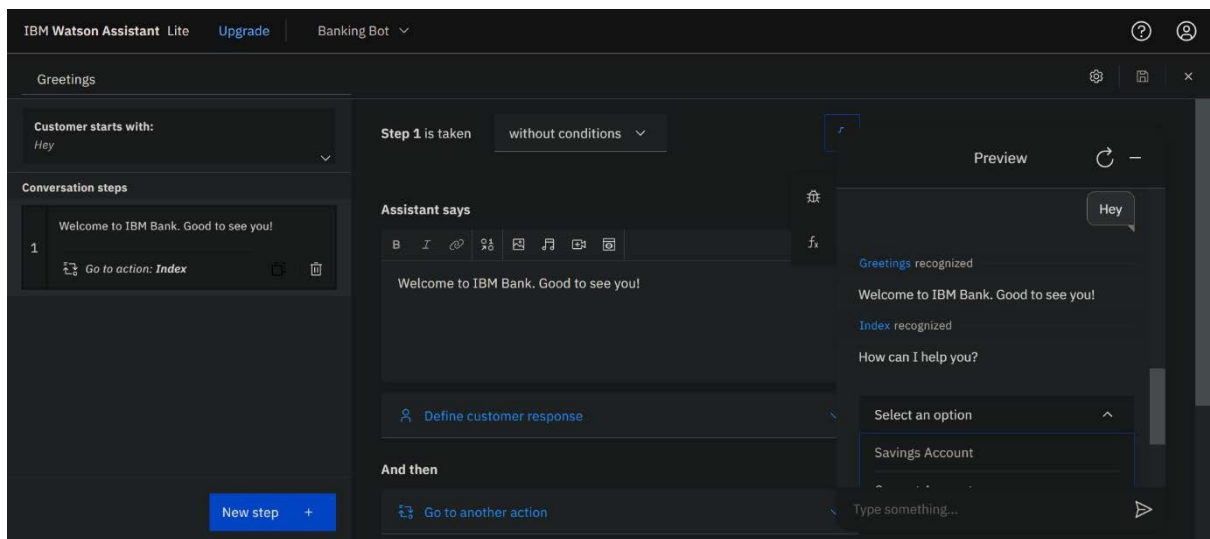 IBM Watson Assistant Lite Upgrade Banking Bot
Greetings
Customer starts with:
Hey
Conversation steps
1
Welcome to IBM Bank. Good to see you!
Go to action: Index
New step +
Step 1 is taken without conditions
Assistant says
B I
Welcome to IBM Bank. Good to see you!
Define customer response
And then
Go to another action
fx
Preview
Hey
Greetings recognized
Welcome to IBM Bank. Good to see you!
Index recognized
How can I help you?
Select an option
Savings Account
Type something...